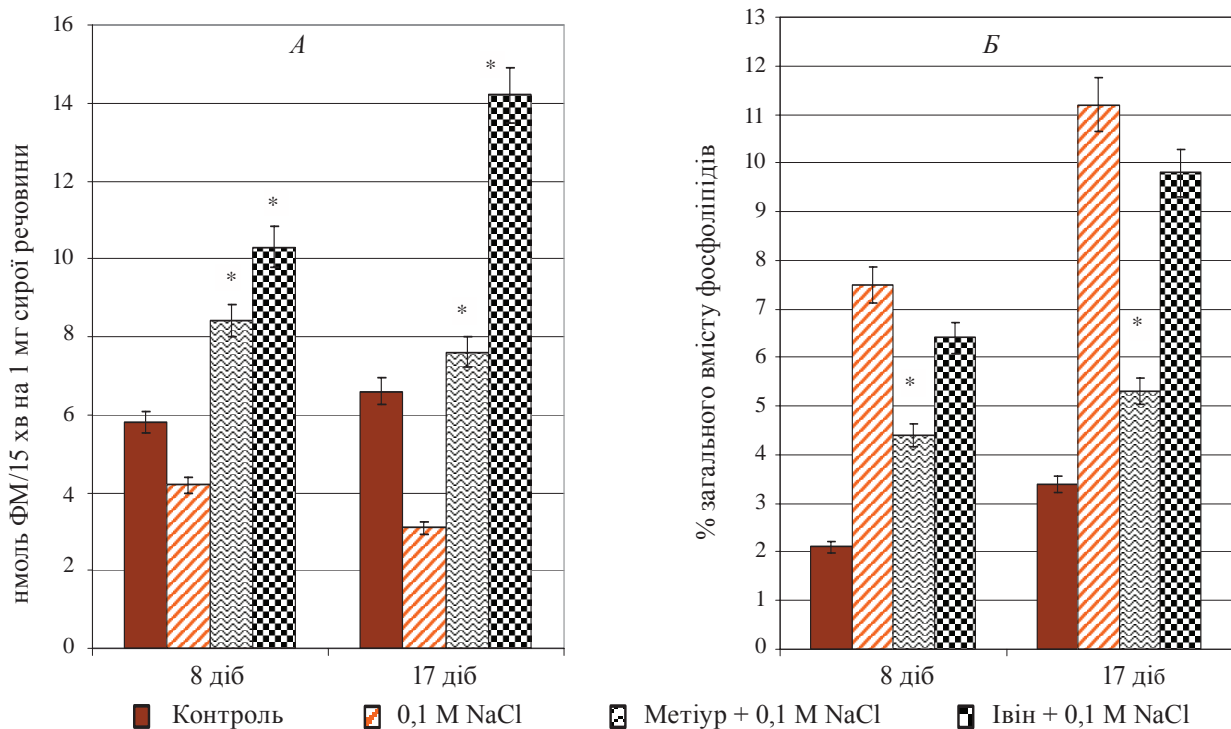 А
нмоль ФМ/15 хв на 1 мг сирої речовини
16
14
12
10
8
6
4
2
0
*
*
*
*
8 діб
17 діб
Б
% загального вмісту фосфоліпідів
13
12
11
10
9
8
7
6
5
4
3
2
1
0
*
*
8 діб
17 діб
Контроль
0,1 М NaCl
Метіур + 0,1 М NaCl
Івін + 0,1 М NaCl